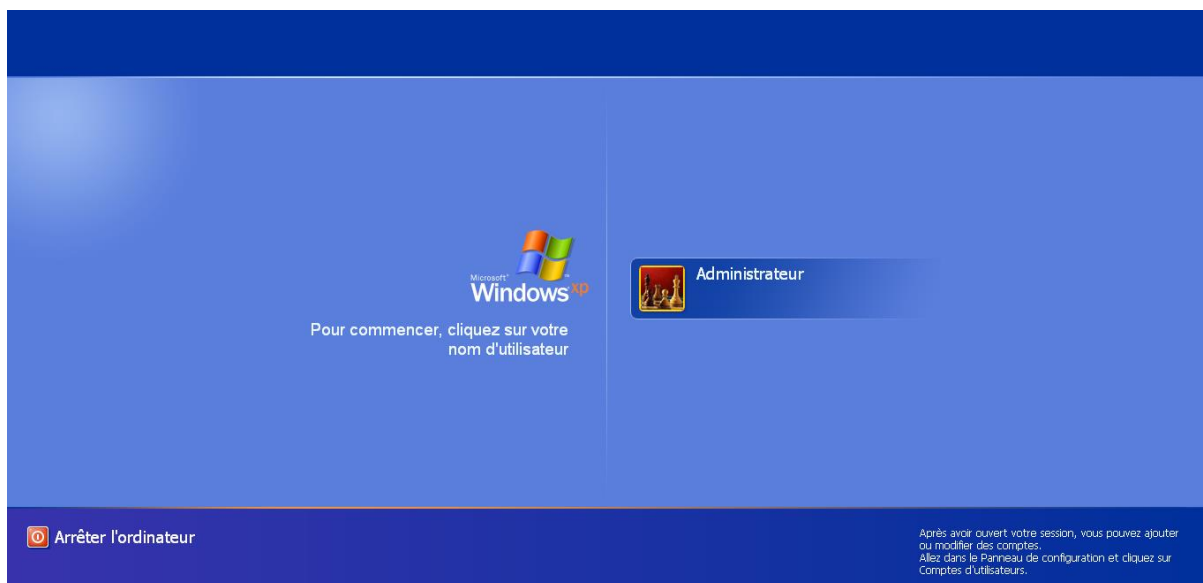 Microsoft®
Windows xp
Pour commencer, cliquez sur votre
nom d'utilisateur
Administrateur
Arrêter l'ordinateur
Après avoir ouvert votre session, vous pouvez ajouter
ou modifier des comptes.
Allez dans le Panneau de configuration et cliquez sur
Comptes d'utilisateurs.